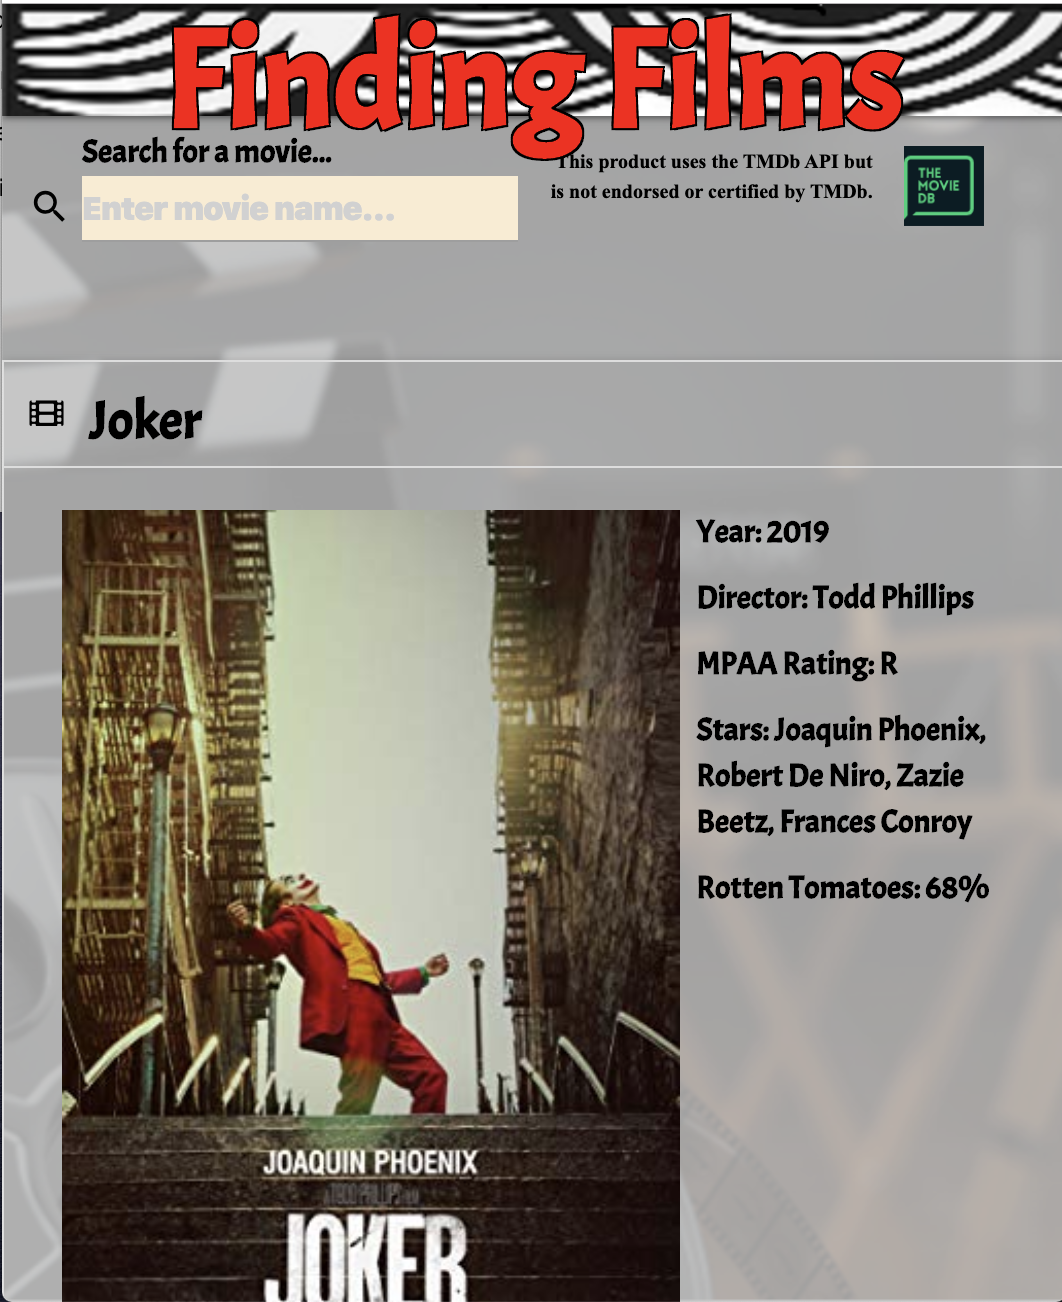 Finding Films
Search for a movie...
Enter movie name...
This product uses the TMDb API but
is not endorsed or certified by TMDb.
THE
MOVIE
DB
Joker
Year: 2019
Director: Todd Phillips
MPAA Rating: R
Stars: Joaquin Phoenix,
Robert De Niro, Zazie
Beetz, Frances Conroy
Rotten Tomatoes: 68%
JOAQUIN PHOENIX
JOKER